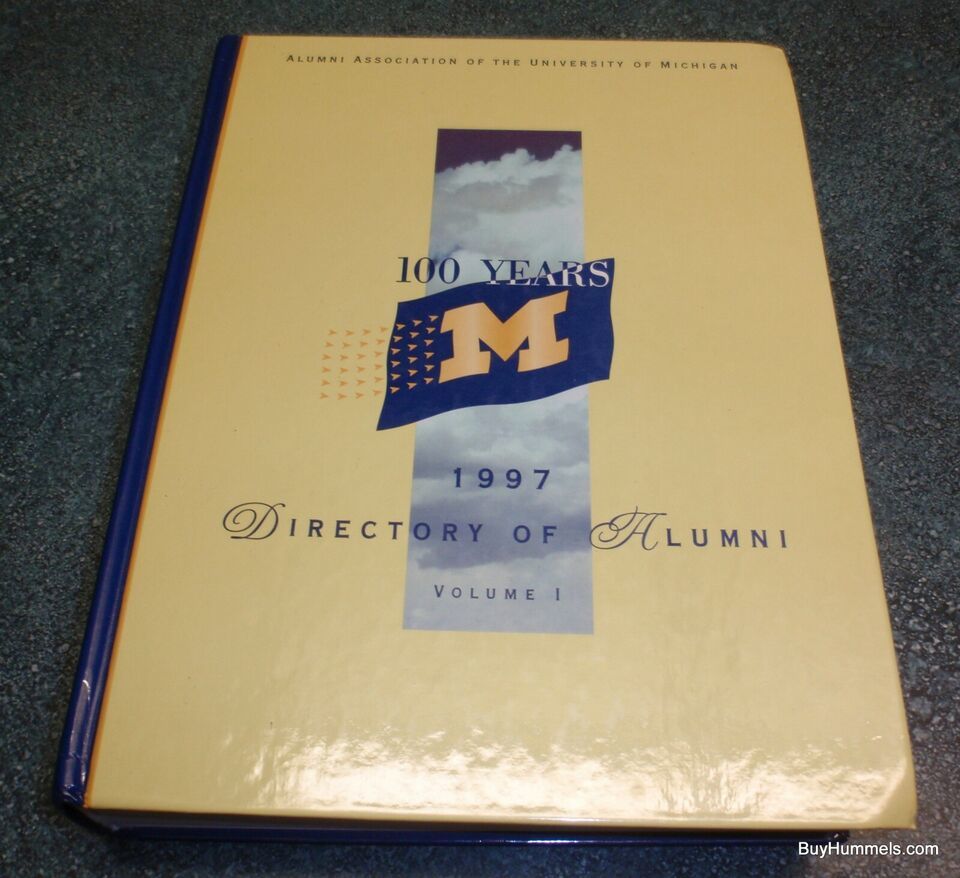 ALUMNI ASSOCIATION OF THE UNIVERSITY OF MICHIGAN
100 YEARS
M
1997
DIRECTORY OF ALUMNI
VOLUME I
BuyHummels.com